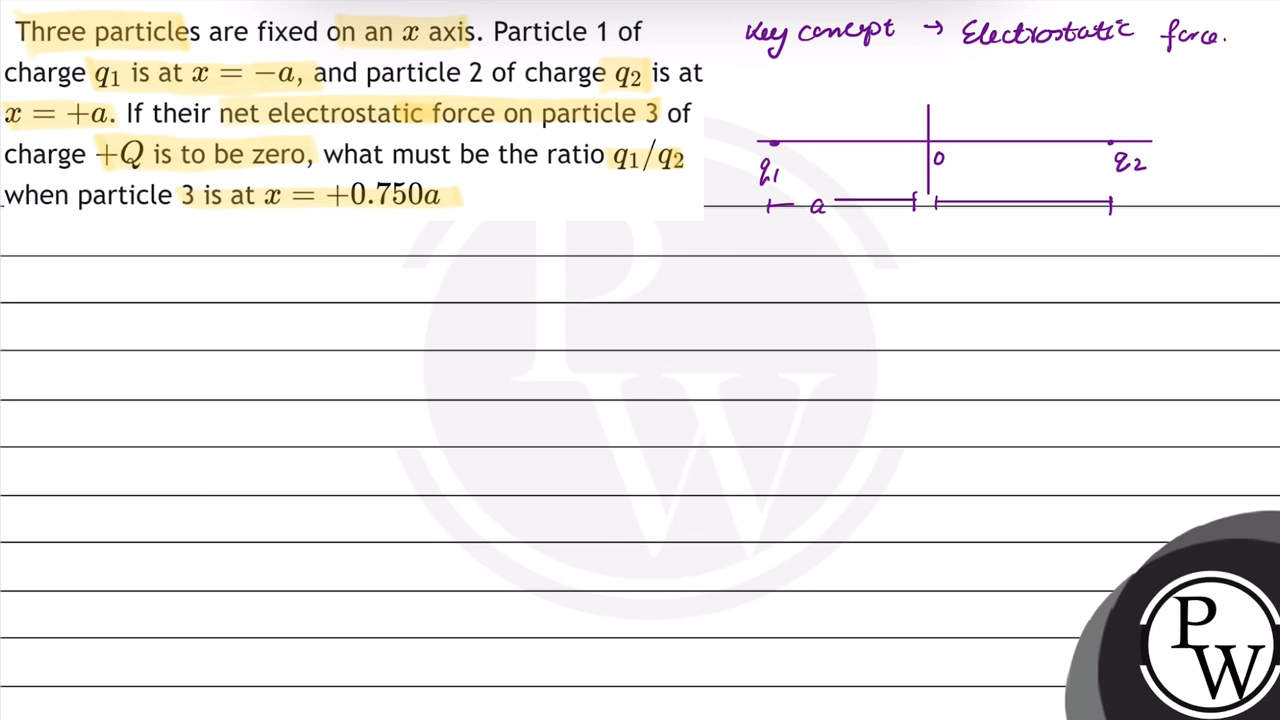 Three particles are fixed on an x axis. Particle 1 of
charge q₁ is at x = −a, and particle 2 of charge q₂ is at
x = +a. If their net electrostatic force on particle 3 of
charge +Q is to be zero, what must be the ratio q₁/q₂
when particle 3 is at x = +0.750a
Key concept → Electrostatic force.
q₁ 0 q₂
a
P
W
P
W